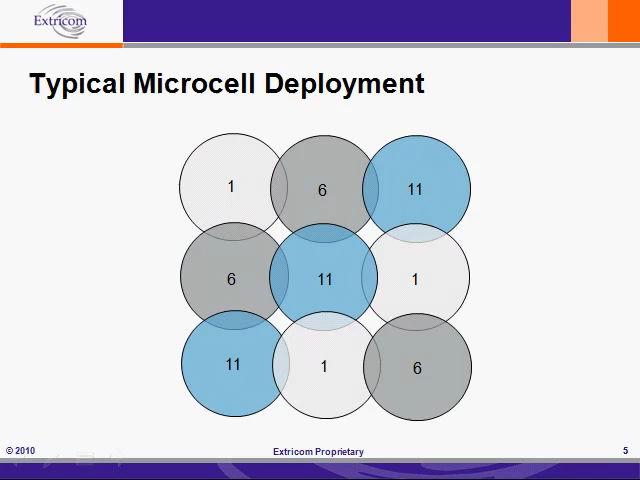 Extricom
Typical Microcell Deployment
1 6 11
6 11 1
11 1 6
© 2010 Extricom Proprietary 5